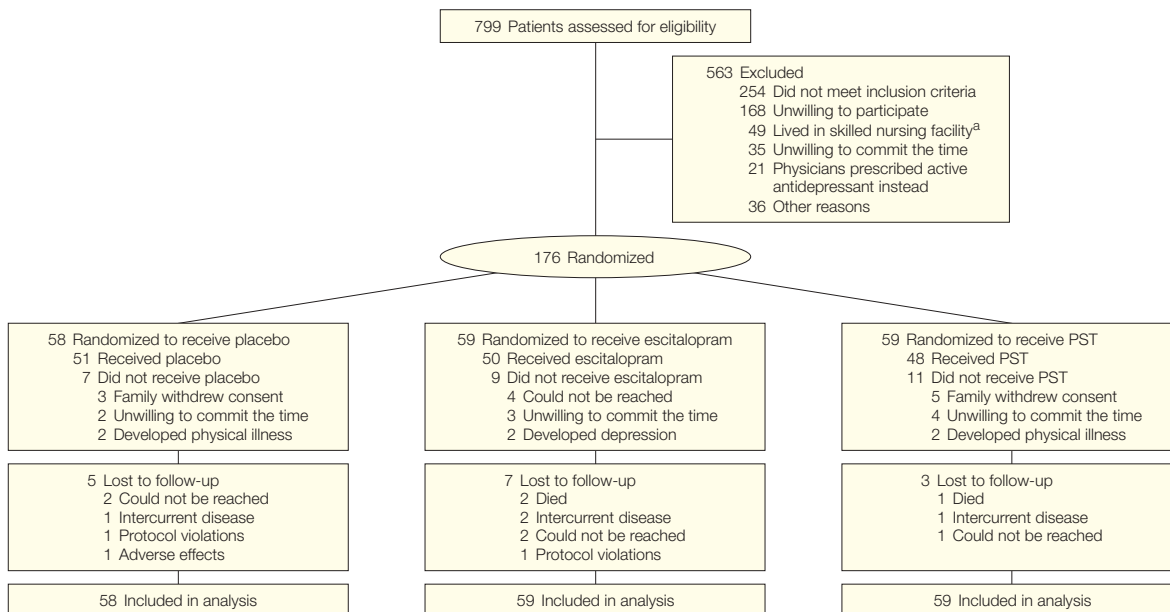 799 Patients assessed for eligibility
563 Excluded
254 Did not meet inclusion criteria
168 Unwilling to participate
49 Lived in skilled nursing facilityᵃ
35 Unwilling to commit the time
21 Physicians prescribed active
antidepressant instead
36 Other reasons
176 Randomized
58 Randomized to receive placebo
51 Received placebo
7 Did not receive placebo
3 Family withdrew consent
2 Unwilling to commit the time
2 Developed physical illness
59 Randomized to receive escitalopram
50 Received escitalopram
9 Did not receive escitalopram
4 Could not be reached
3 Unwilling to commit the time
2 Developed depression
59 Randomized to receive PST
48 Received PST
11 Did not receive PST
5 Family withdrew consent
4 Unwilling to commit the time
2 Developed physical illness
5 Lost to follow-up
2 Could not be reached
1 Intercurrent disease
1 Protocol violations
1 Adverse effects
7 Lost to follow-up
2 Died
2 Intercurrent disease
2 Could not be reached
1 Protocol violations
3 Lost to follow-up
1 Died
1 Intercurrent disease
1 Could not be reached
58 Included in analysis
59 Included in analysis
59 Included in analysis